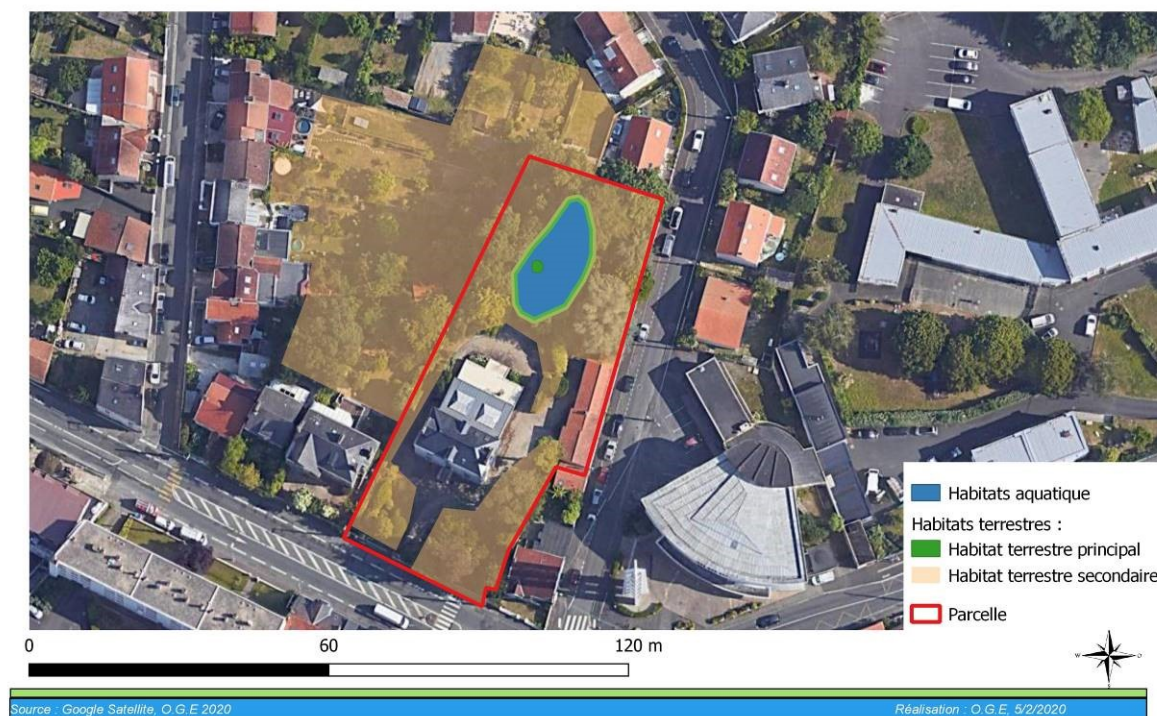 Habitats aquatique
Habitats terrestres :
Habitat terrestre principal
Habitat terrestre secondaire
Parcelle
0 60 120 m
N
W E
S
Source : Google Satellite, O.G.E 2020
Réalisation : O.G.E, 5/2/2020